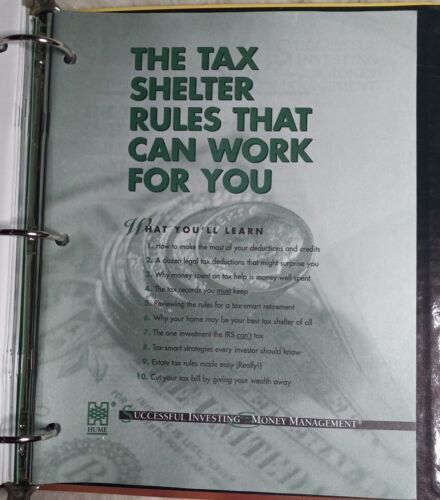 THE TAX
SHELTER
RULES THAT
CAN WORK
FOR YOU
WHAT YOU'LL LEARN
1. How to make the most of your deductions and credits
2. A dozen legal tax deductions that might surprise you
3. Why money spent on tax help is money well spent
4. The tax records you must keep
5. Reviewing the rules for a tax-smart retirement
6. Why your home may be your best tax shelter of all
7. The one investment the IRS can't tax
8. Tax-smart strategies every investor should know
9. Estate tax rules made easy (Really!)
10. Cut your tax bill by giving your wealth away
HUME
SUCCESSFUL INVESTING & MONEY MANAGEMENT®